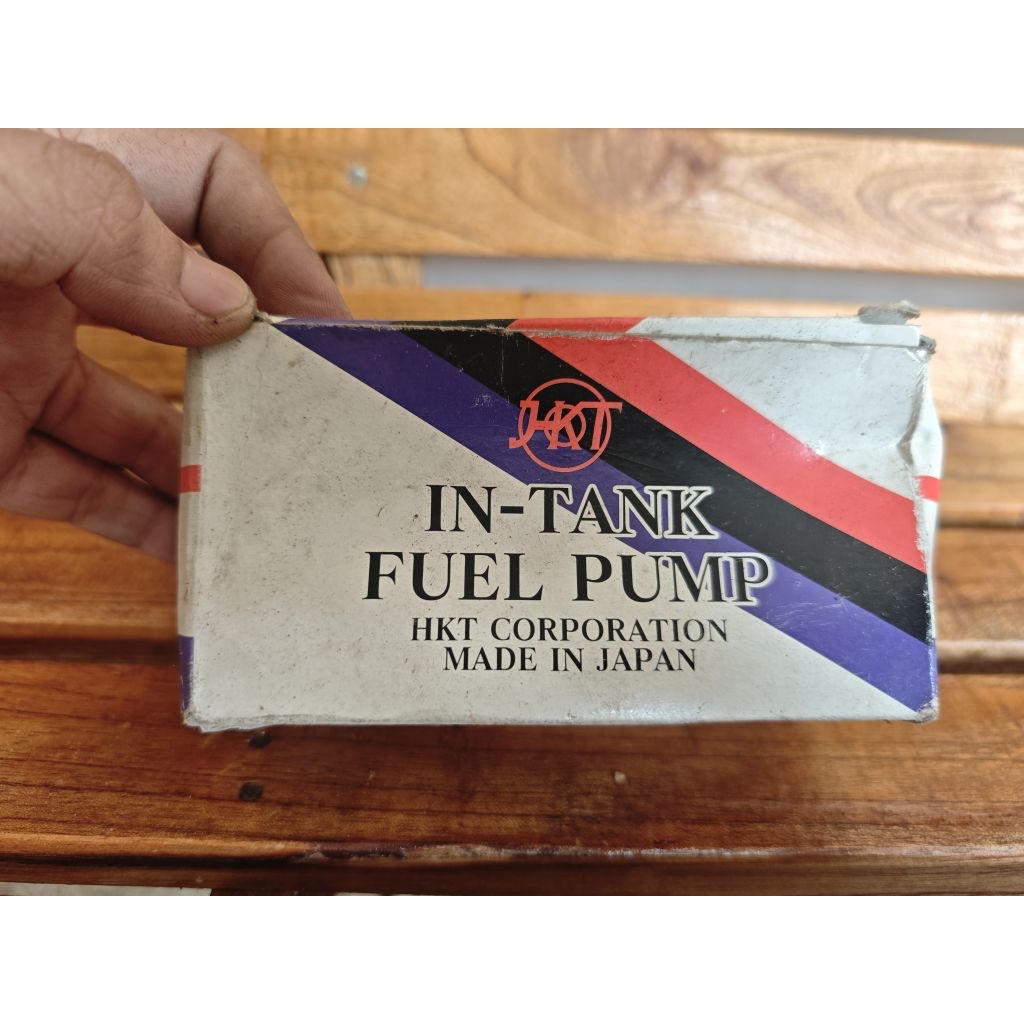 HKT
IN-TANK
FUEL PUMP
HKT CORPORATION
MADE IN JAPAN